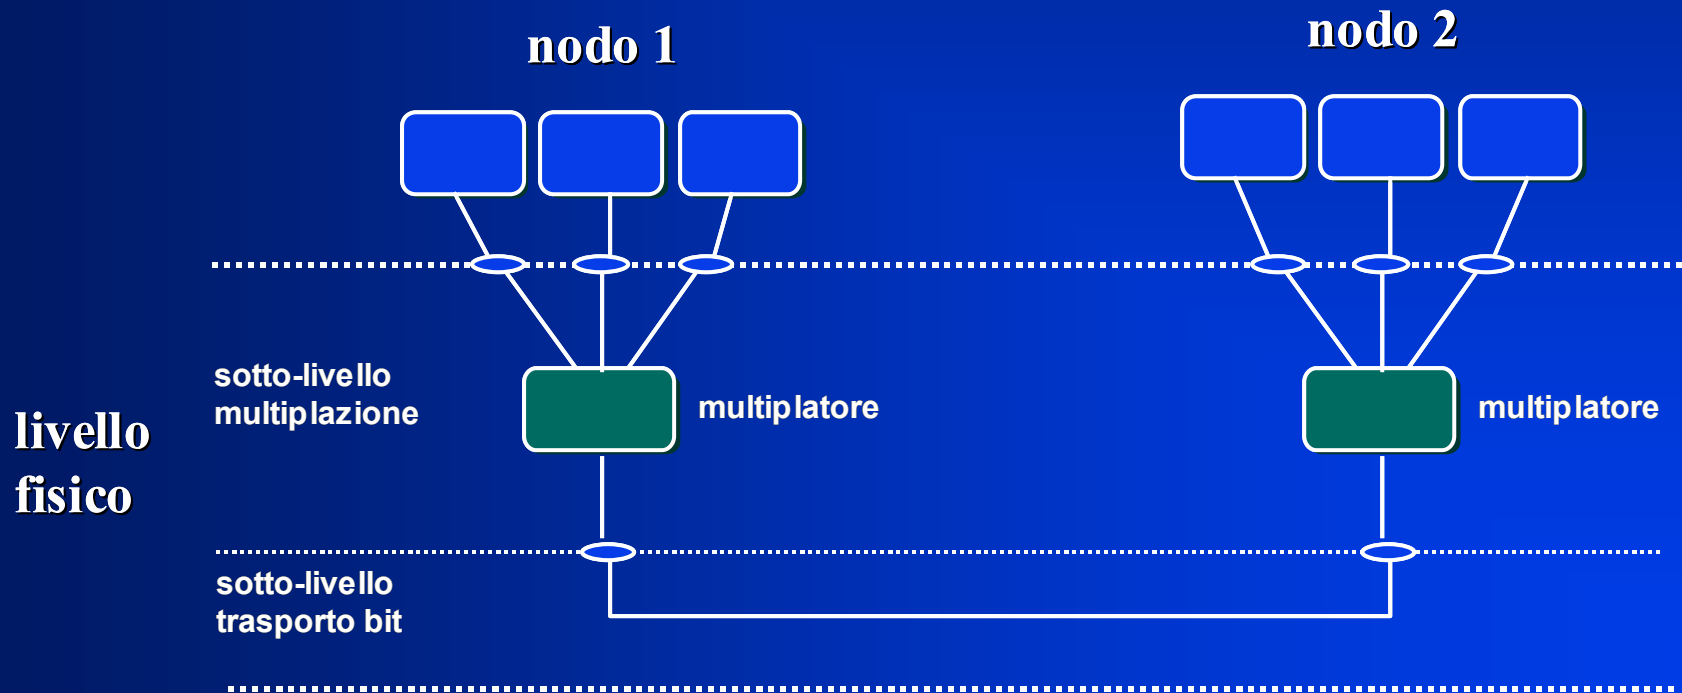 nodo 1
nodo 2
sotto-livello
multiplazione
multiplatore
multiplatore
livello
fisico
sotto-livello
trasporto bit